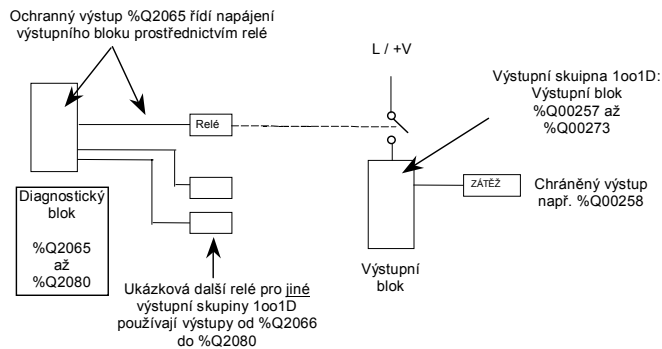 Ochranný výstup %Q2065 řídí napájení
výstupního bloku prostřednictvím relé
L / +V
Výstupní skuipna 1oo1D:
Výstupní blok
%Q00257 až
%Q00273
Relé
ZÁTĚŽ
Chráněný výstup
např. %Q00258
Diagnostický
blok
%Q2065
až
%Q2080
Výstupní
blok
Ukázková další relé pro jiné
výstupní skupiny 1oo1D
používají výstupy od %Q2066
do %Q2080